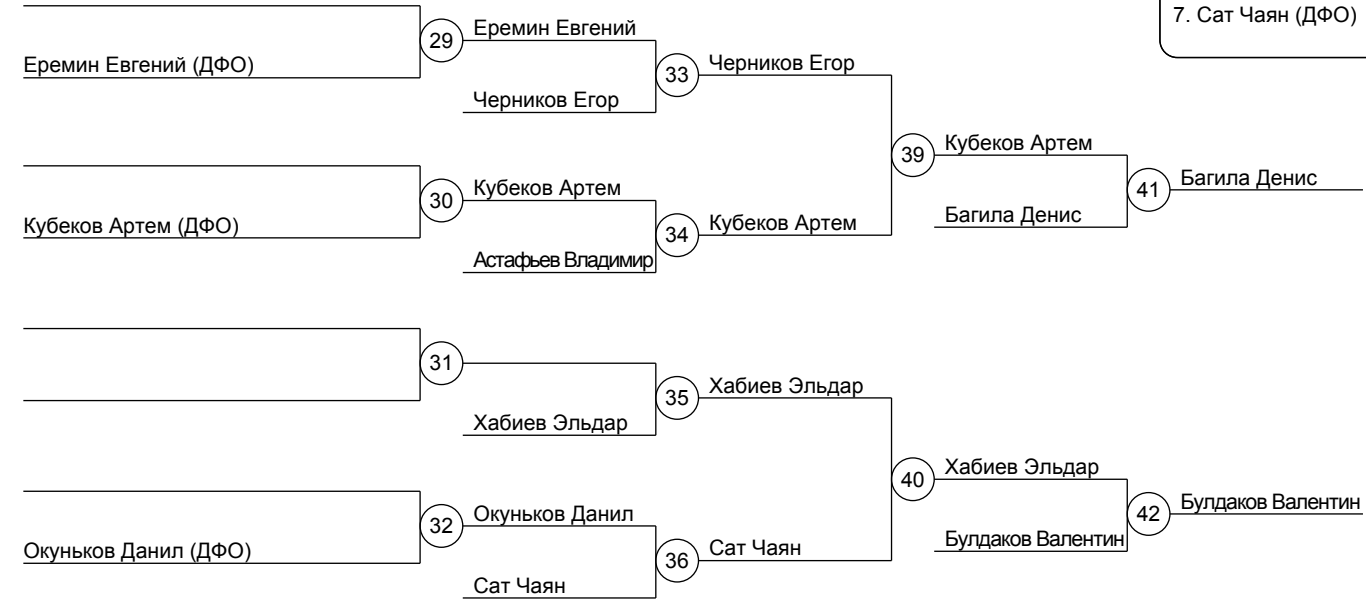 7. Сат Чаян (ДФО)
Еремин Евгений (ДФО)
29
Еремин Евгений
Черников Егор
33
Черников Егор
Кубеков Артем (ДФО)
30
Кубеков Артем
Астафьев Владимир
34
Кубеков Артем
39
Кубеков Артем
Багила Денис
41
Багила Денис
31
Хабиев Эльдар
35
Хабиев Эльдар
Окуньков Данил (ДФО)
32
Окуньков Данил
Сат Чаян
36
Сат Чаян
40
Хабиев Эльдар
Булдаков Валентин
42
Булдаков Валентин